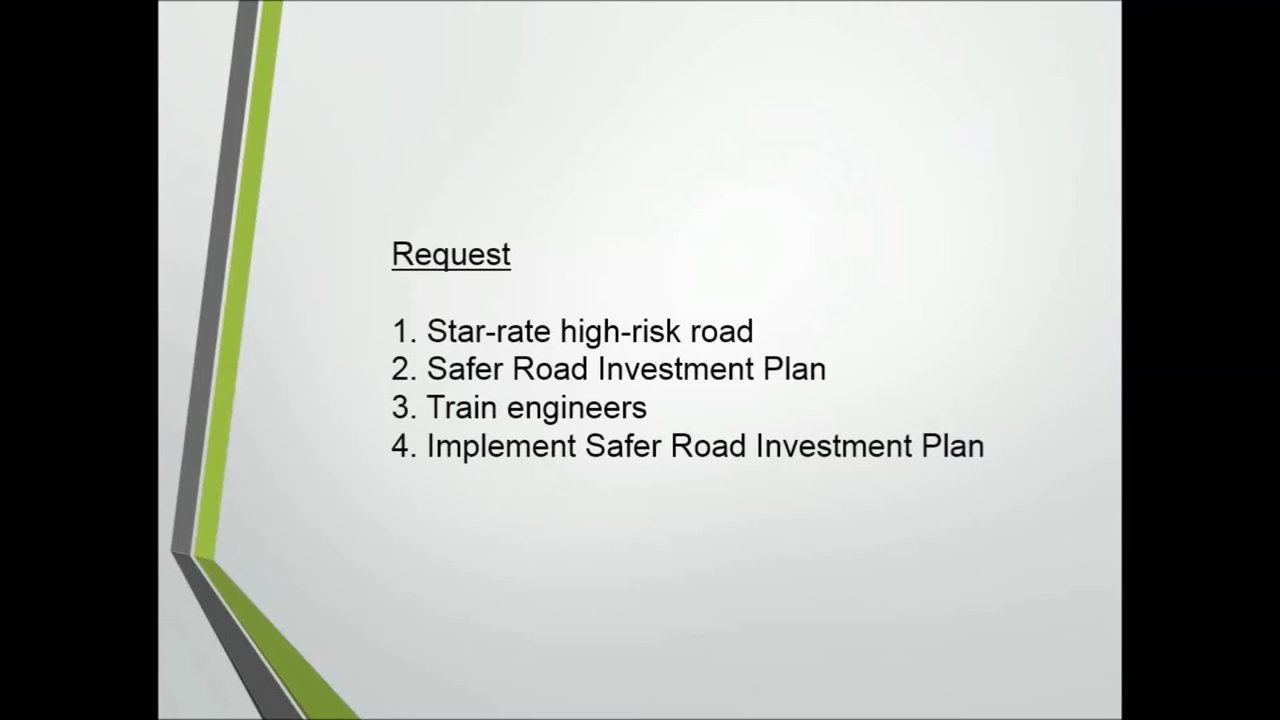 Request
1. Star-rate high-risk road
2. Safer Road Investment Plan
3. Train engineers
4. Implement Safer Road Investment Plan